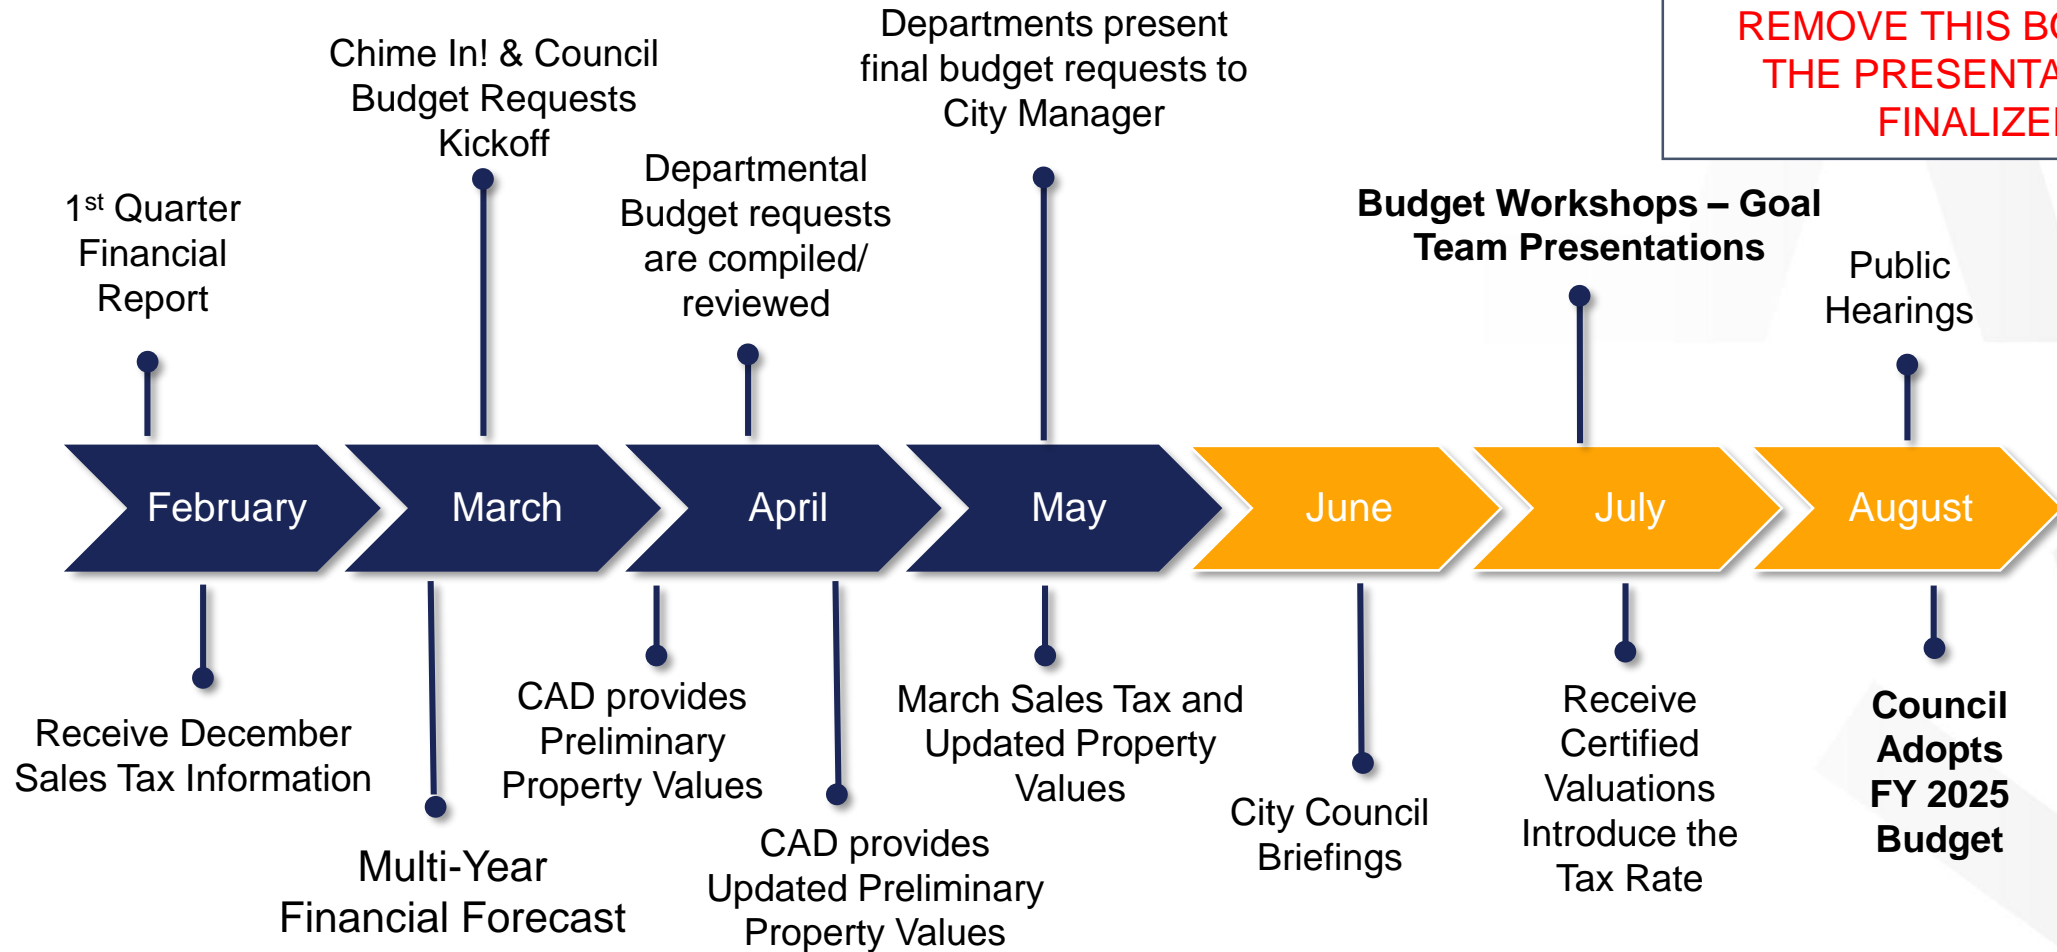 Departments present
final budget requests to
City Manager
REMOVE THIS
THE
Chime In! & Council
Budget Requests
Kickoff
Departmental
Budget requests
are compiled/
reviewed
1st Quarter
Financial
Report
Budget Workshops – Goal
Team Presentations
Public
Hearings
February
March
April
May
June
July
August
Receive December
Sales Tax Information
Multi-Year
Financial Forecast
CAD provides
Preliminary
Property Values
CAD provides
Updated Preliminary
Property Values
March Sales Tax and
Updated Property
Values
City Council
Briefings
Receive
Certified
Valuations
Introduce the
Tax Rate
Council
Adopts
FY 2025
Budget